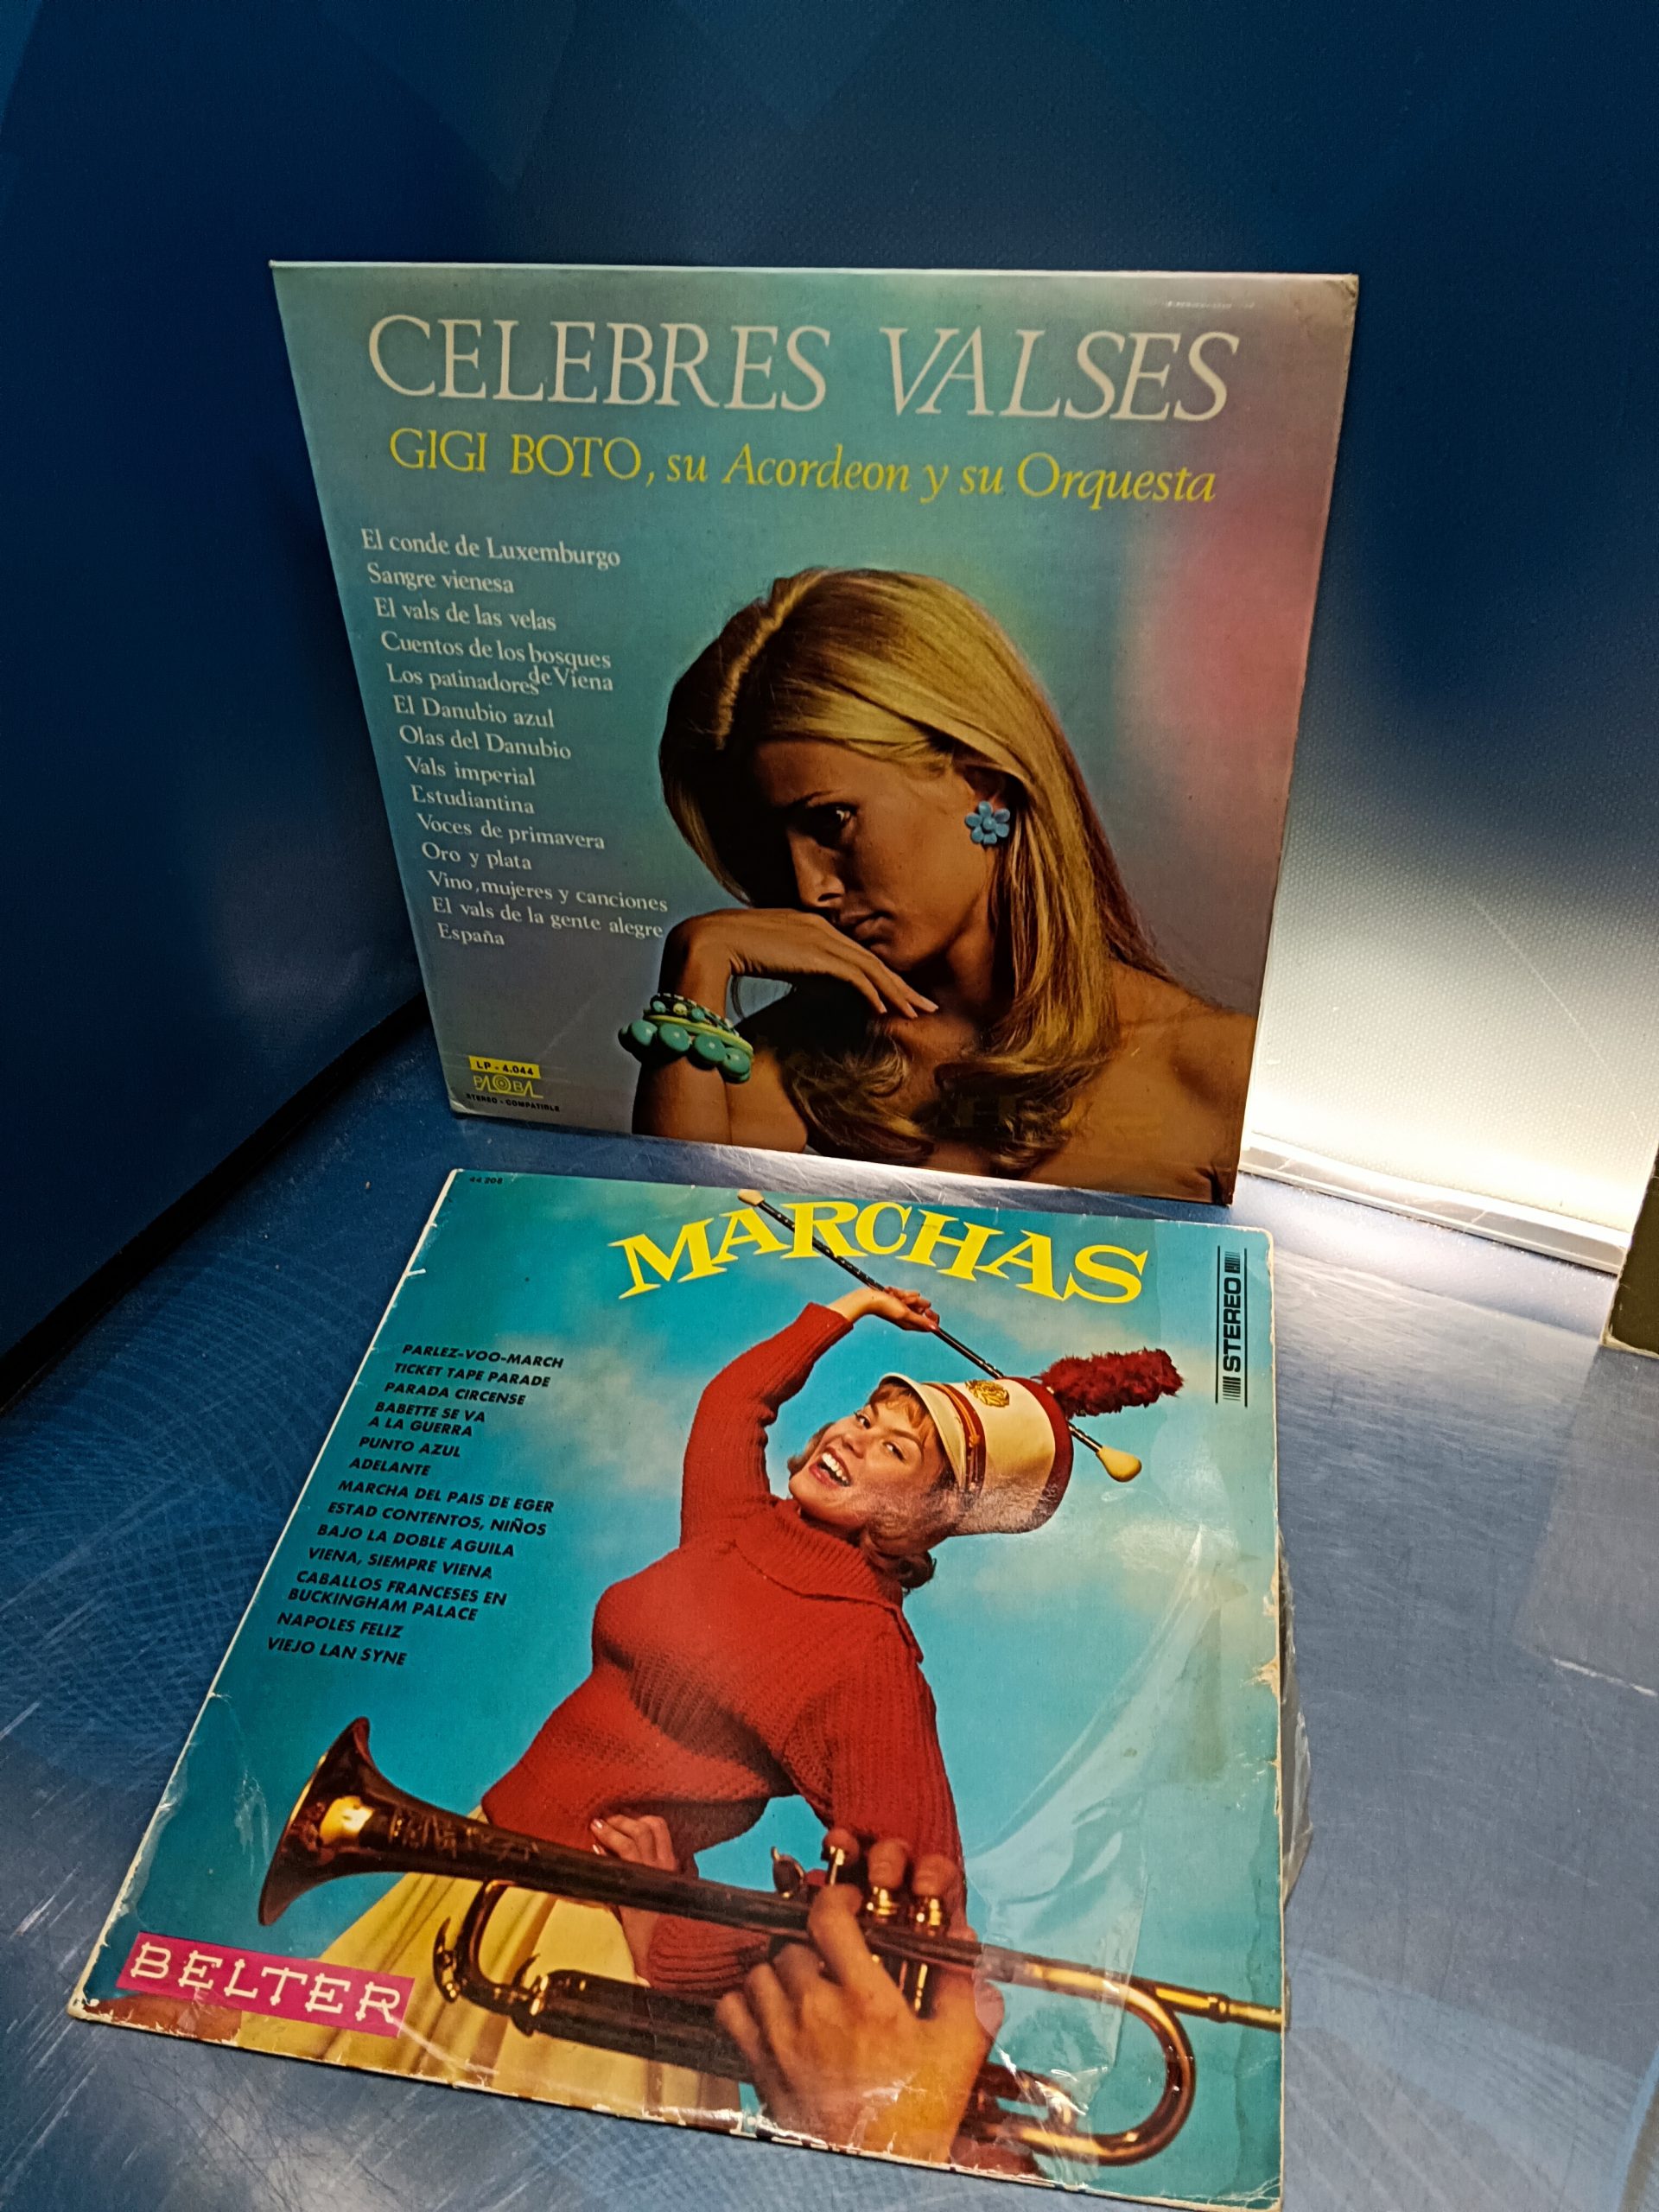 CELEBRES VALSES
GIGI BOTO, su Acordeon y su Orquesta
El conde de Luxemburgo
Sangre vienesa
El vals de las velas
Cuentos de los bosques
de Viena
Los patinadores
El Danubio azul
Olas del Danubio
Vals imperial
Estudiantina
Voces de primavera
Oro y plata
Vino, mujeres y canciones
El vals de la gente alegre
España
LP - 4.044
PALOBAL
STEREO - COMPATIBLE
44 208
MARCHAS
STEREO
PARLEZ-VOO-MARCH
TICKET TAPE PARADE
PARADA CIRCENSE
BABETTE SE VA
A LA GUERRA
PUNTO AZUL
ADELANTE
MARCHA DEL PAIS DE EGER
ESTAD CONTENTOS, NIÑOS
BAJO LA DOBLE AGUILA
VIENA, SIEMPRE VIENA
CABALLOS FRANCESES EN
BUCKINGHAM PALACE
NAPOLES FELIZ
VIEJO LAN SYNE
BELTER